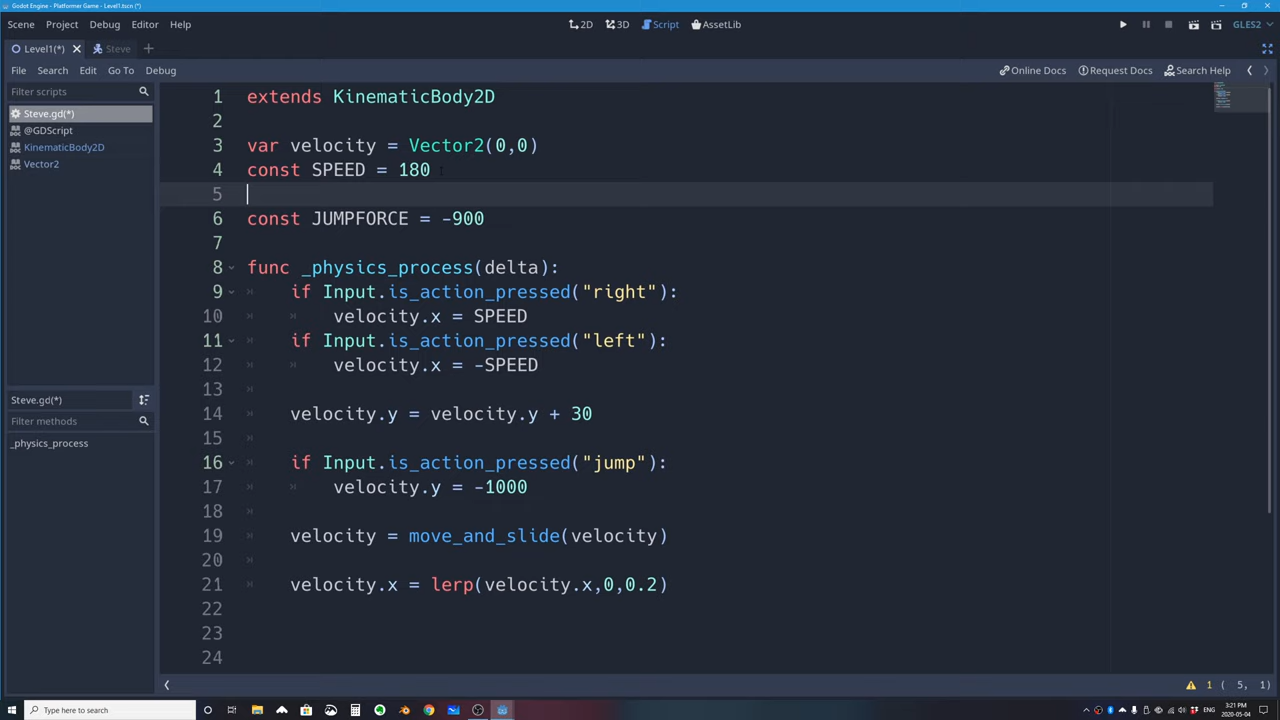 Godot Engine - Platformer Game - Level1.tscn (*)
Scene Project Debug Editor Help
2D 3D Script AssetLib
GLES2
Level1(*) Steve
File Search Edit Go To Debug
Online Docs Request Docs Search Help
Filter scripts
Steve.gd(*)
@GDScript
KinematicBody2D
Vector2
Steve.gd(*)
Filter methods
_physics_process
1 extends KinematicBody2D
2
3 var velocity = Vector2(0,0)
4 const SPEED = 180
5
6 const JUMPFORCE = -900
7
8 func _physics_process(delta):
9 if Input.is_action_pressed("right"):
10 velocity.x = SPEED
11 if Input.is_action_pressed("left"):
12 velocity.x = -SPEED
13
14 velocity.y = velocity.y + 30
15
16 if Input.is_action_pressed("jump"):
17 velocity.y = -1000
18
19 velocity = move_and_slide(velocity)
20
21 velocity.x = lerp(velocity.x,0,0.2)
22
23
24
1 ( 5, 1)
Type here to search
3:21 PM
2020-05-04